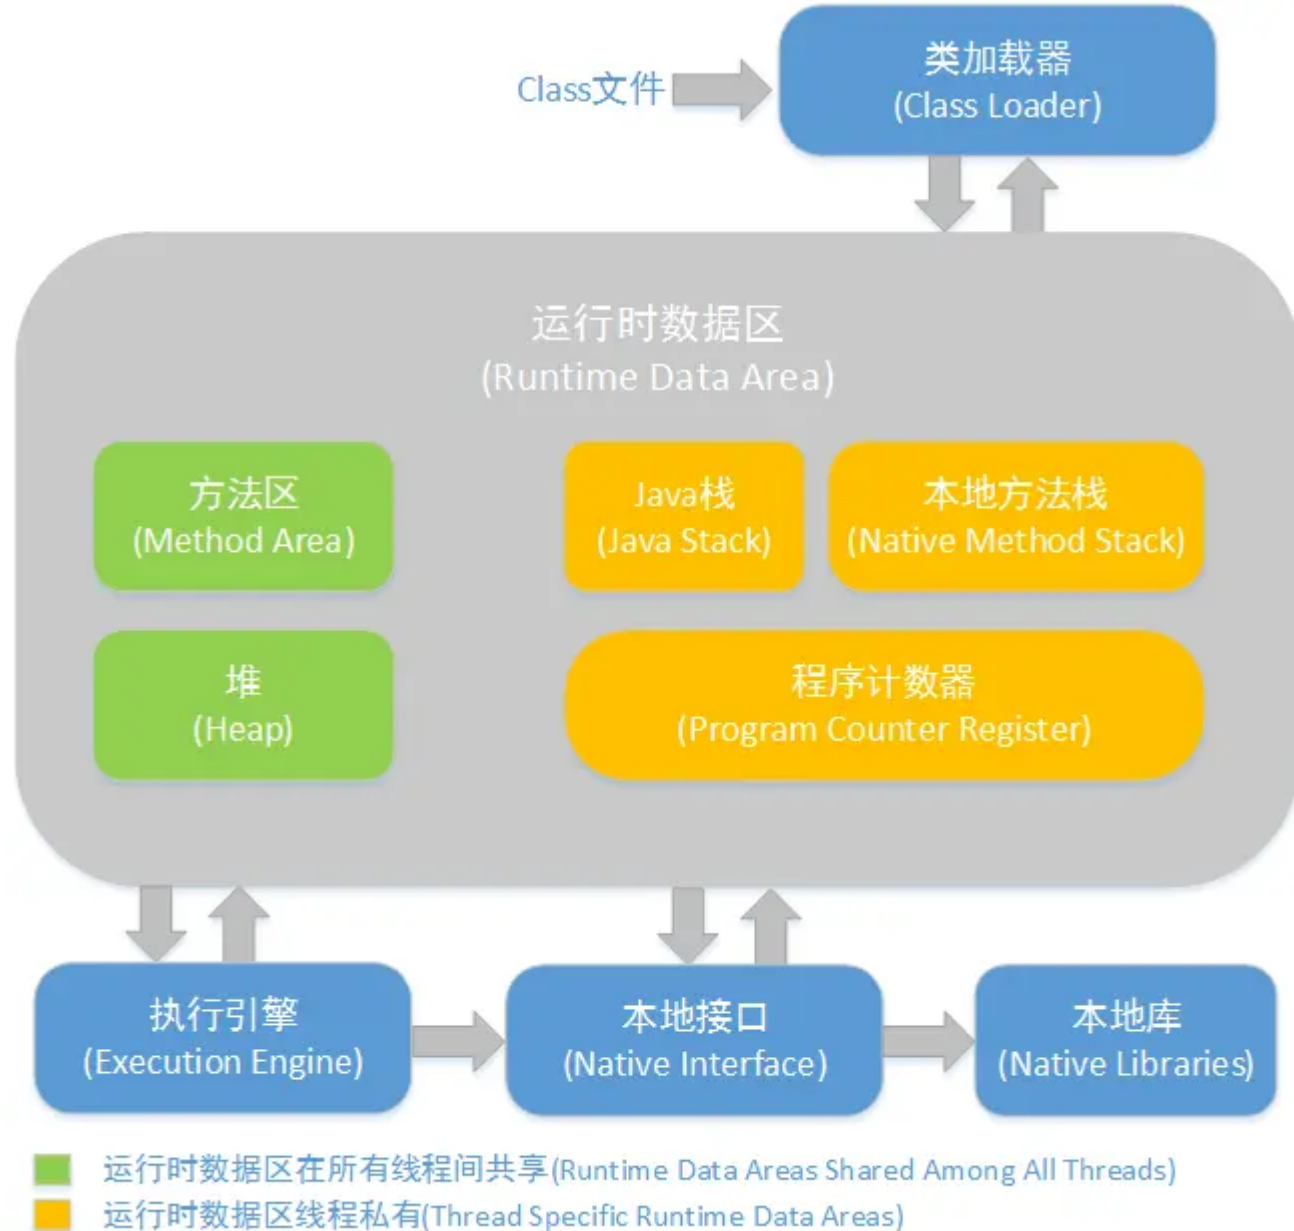 Class文件
类加载器
(Class Loader)
运行时数据区
(Runtime Data Area)
方法区
(Method Area)
Java栈
(Java Stack)
本地方法栈
(Native Method Stack)
堆
(Heap)
程序计数器
(Program Counter Register)
执行引擎
(Execution Engine)
本地接口
(Native Interface)
本地库
(Native Libraries)
运行时数据区在所有线程间共享(Runtime Data Areas Shared Among All Threads)
运行时数据区线程私有(Thread Specific Runtime Data Areas)